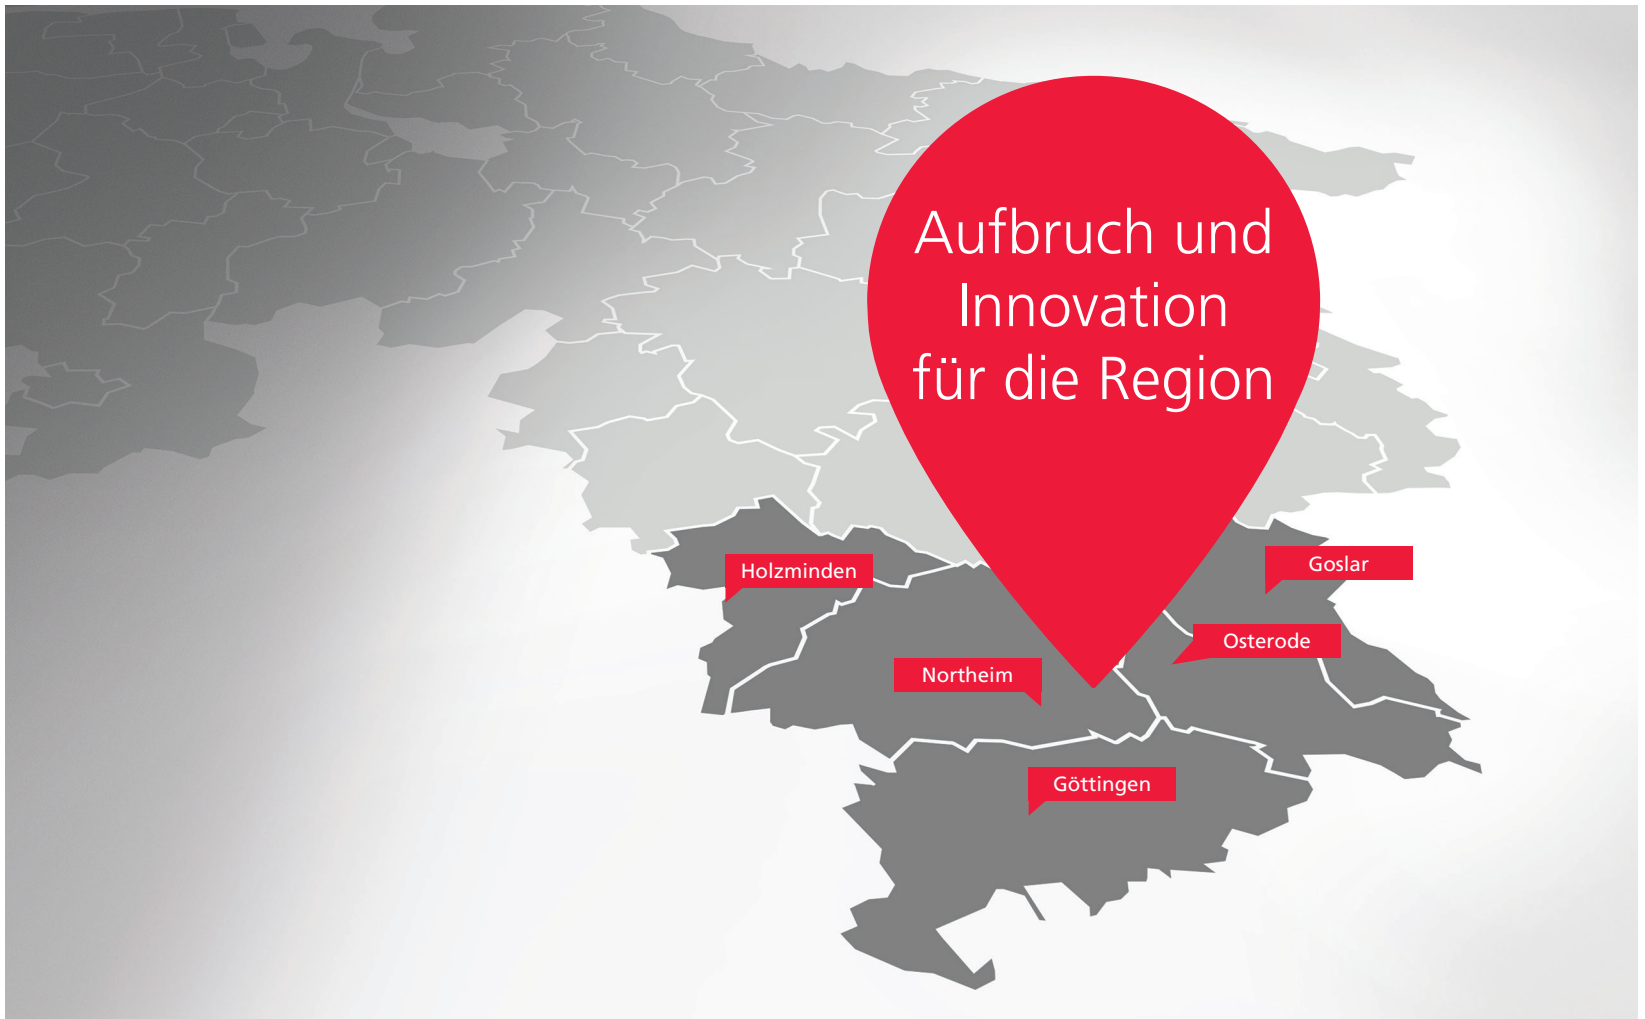 Aufbruch und
Innovation
für die Region
Holzminden
Goslar
Osterode
Northeim
Göttingen